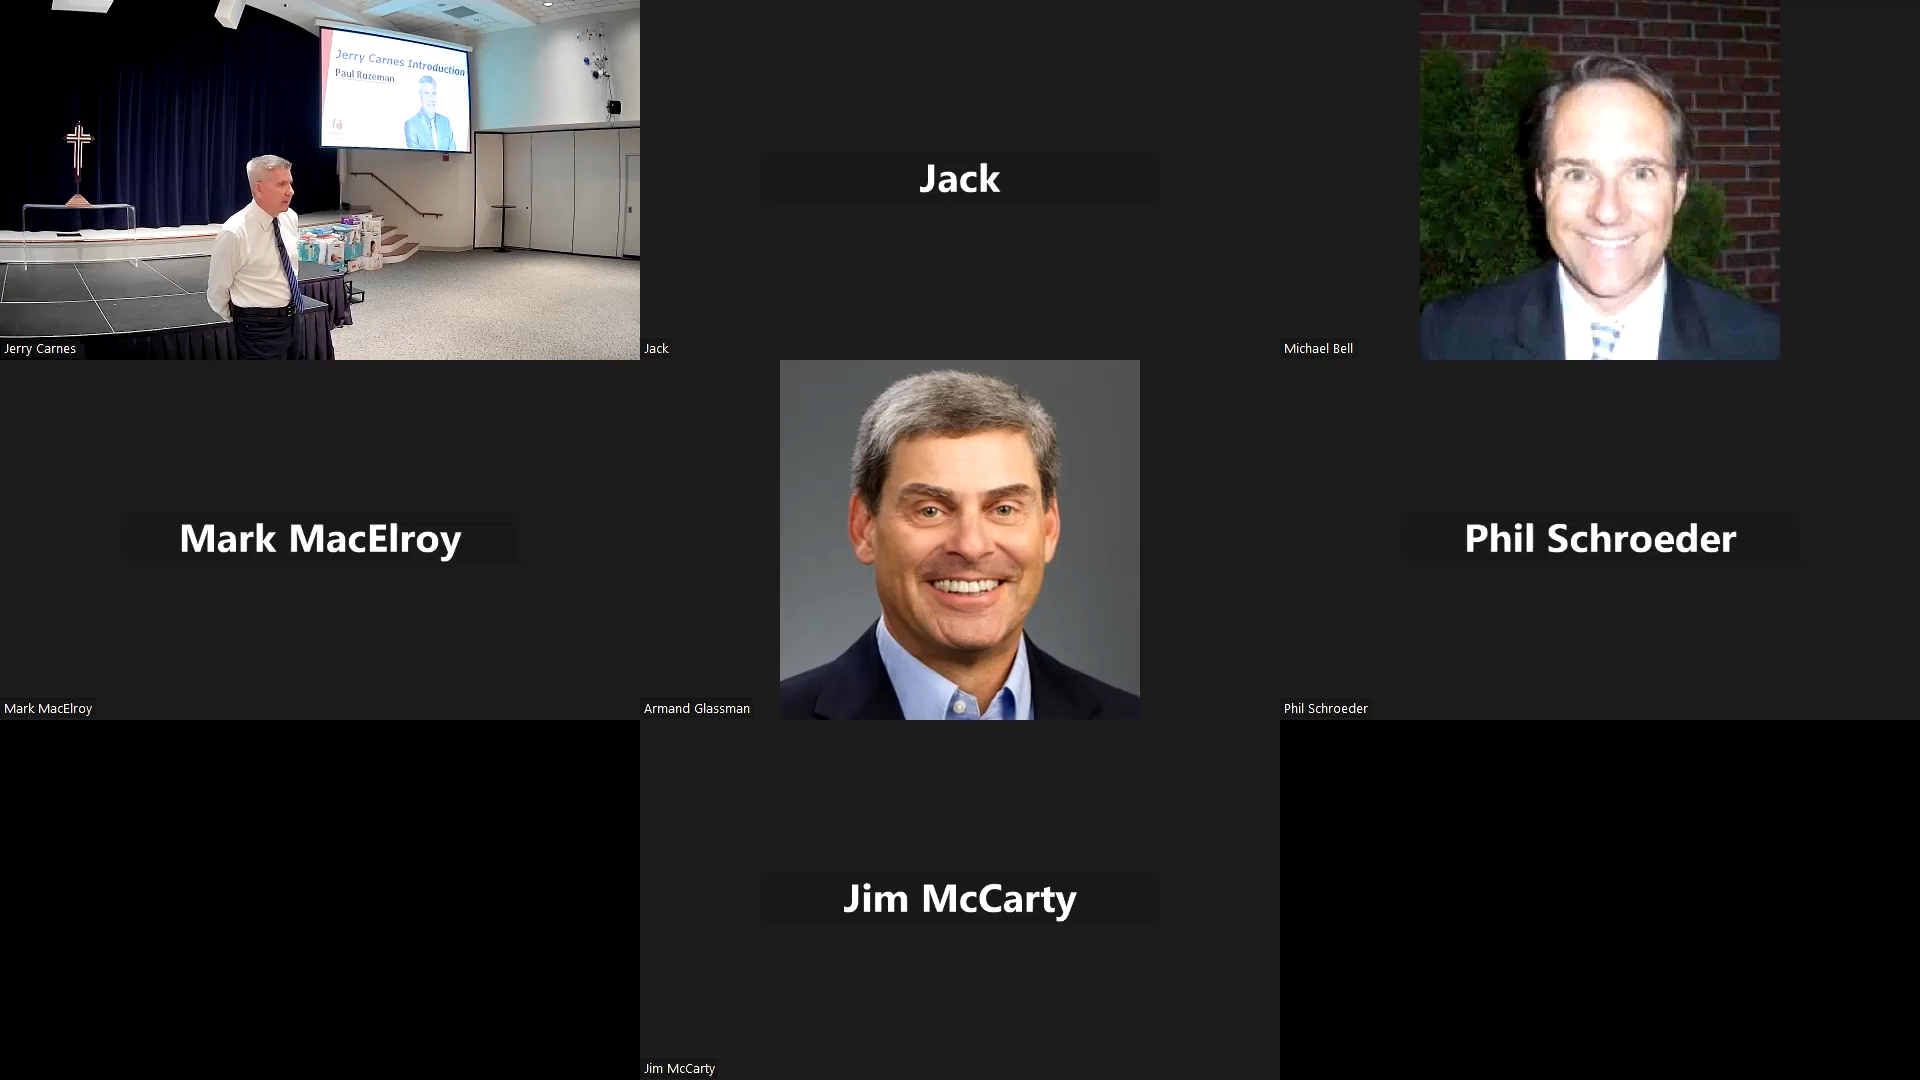 Jerry Carnes Introduction
Paul Rozeman
Jerry Carnes
Jack
Jack
Michael Bell
Mark MacElroy
Mark MacElroy
Armand Glassman
Phil Schroeder
Phil Schroeder
Jim McCarty
Jim McCarty